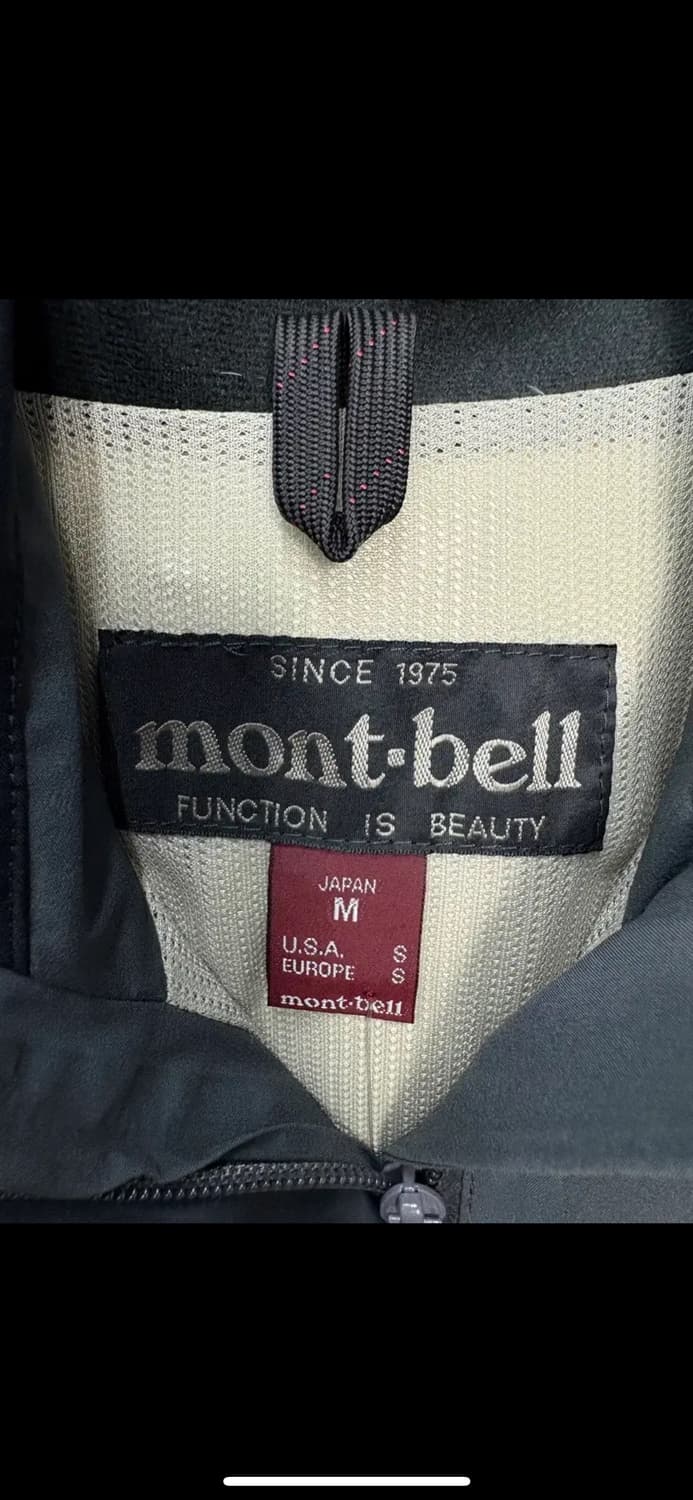 SINCE 1975
mont·bell
FUNCTION IS BEAUTY
JAPAN
M
U.S.A. S
EUROPE S
mont·bell